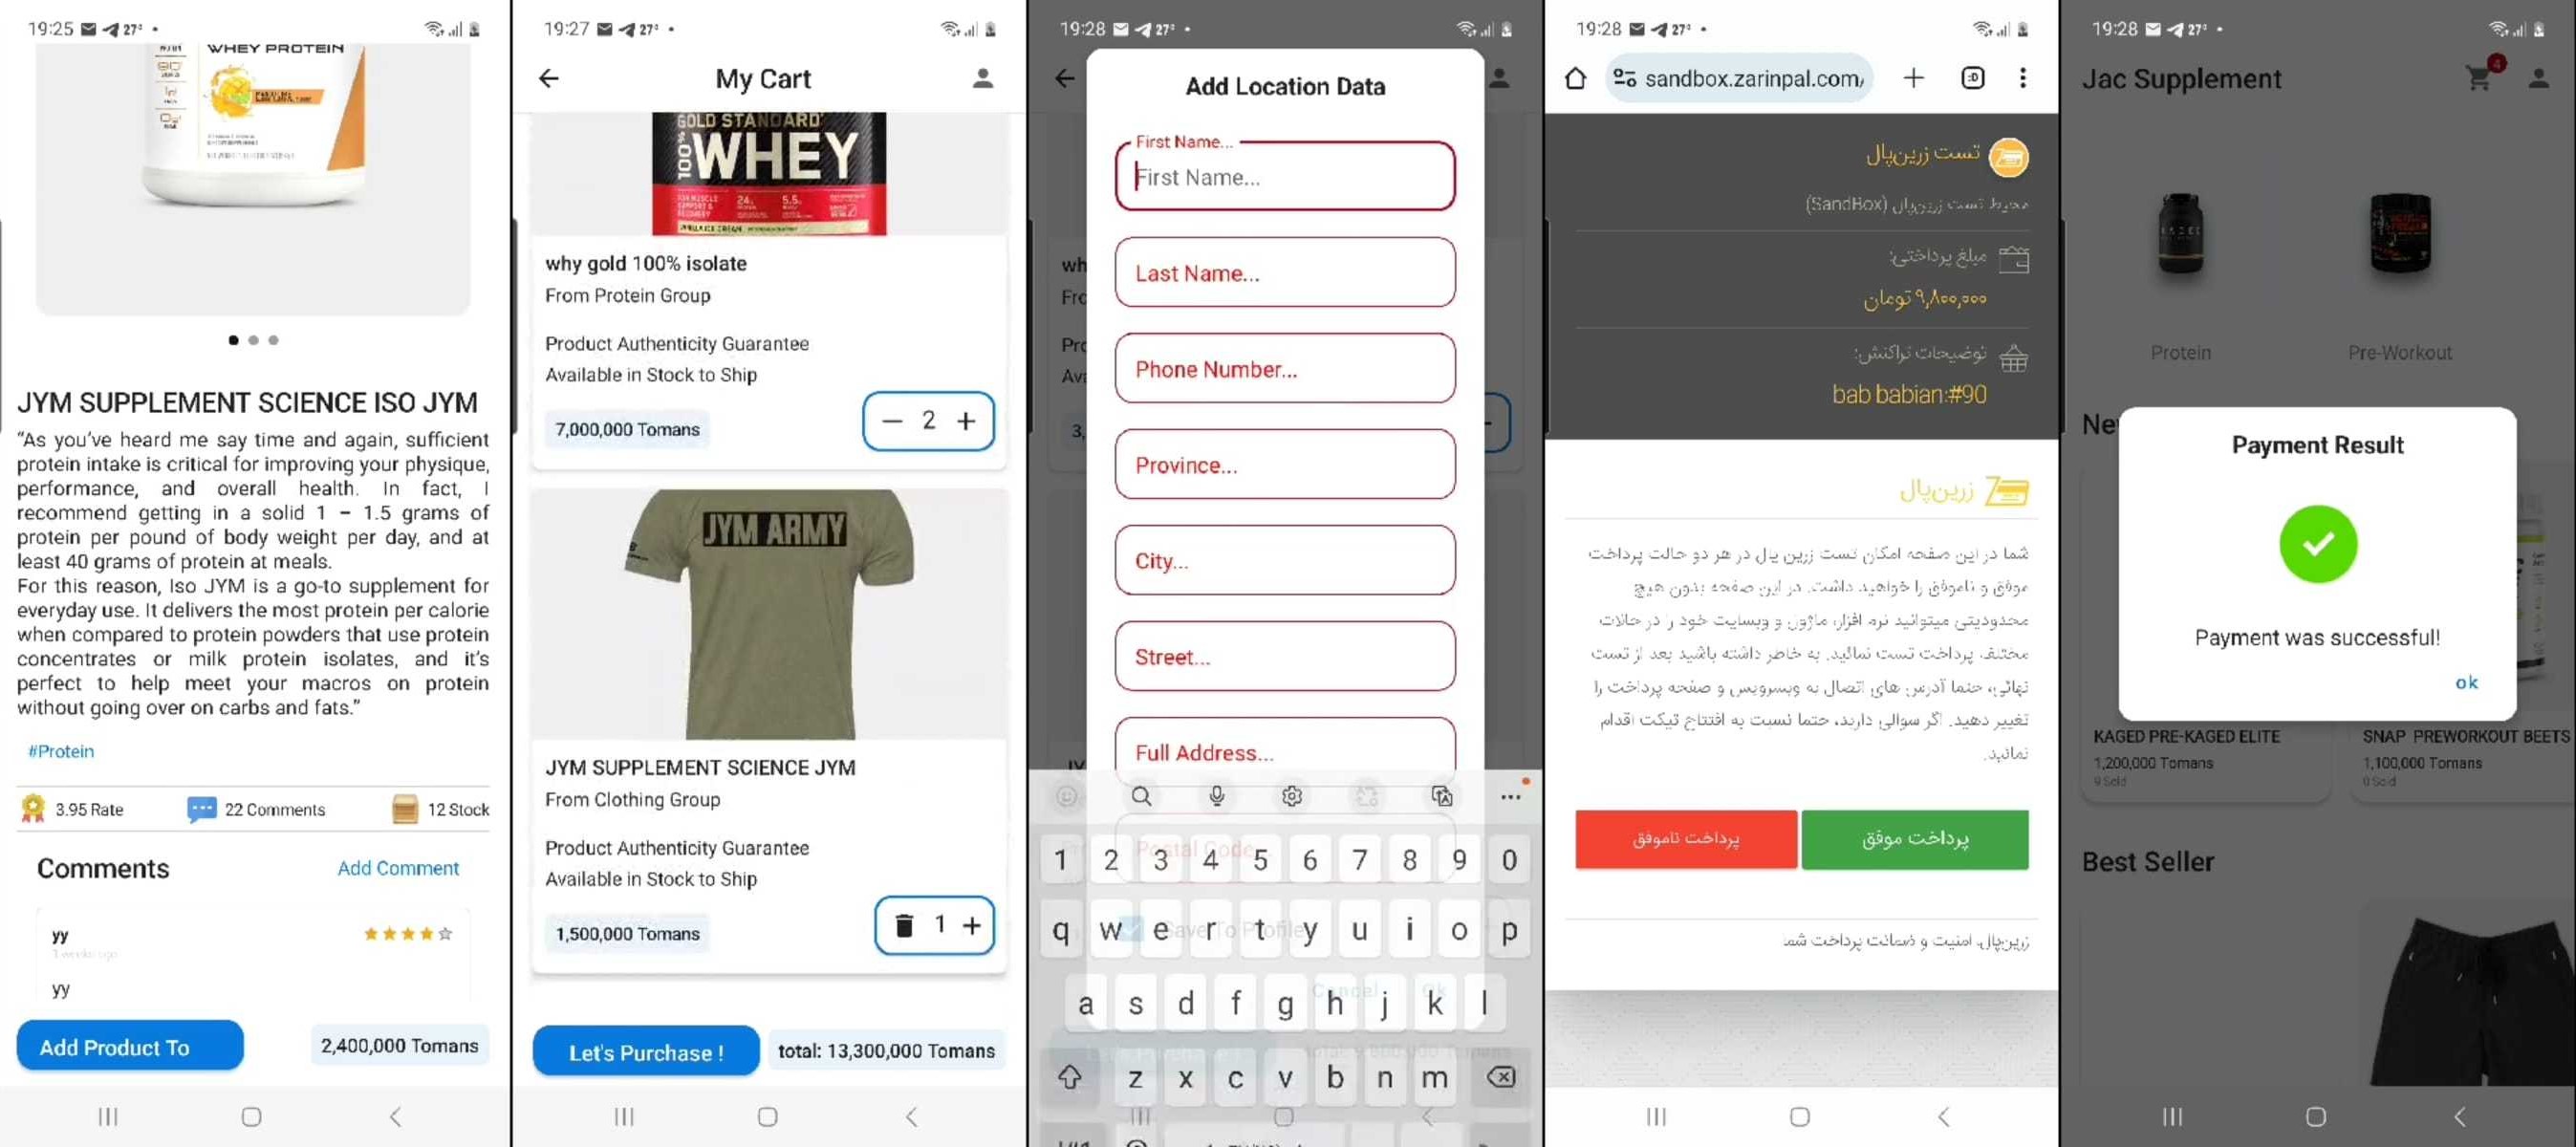 19:25 27°
WHEY PROTEIN
JYM SUPPLEMENT SCIENCE ISO JYM
“As you’ve heard me say time and again, sufficient
protein intake is critical for improving your physique,
performance, and overall health. In fact, I
recommend getting in a solid 1 – 1.5 grams of
protein per pound of body weight per day, and at
least 40 grams of protein at meals.
For this reason, Iso JYM is a go-to supplement for
everyday use. It delivers the most protein per calorie
when compared to protein powders that use protein
concentrates or milk protein isolates, and it’s
perfect to help meet your macros on protein
without going over on carbs and fats.”
#Protein
3.95 Rate
22 Comments
12 Stock
Comments
Add Comment
yy
yy
Add Product To
2,400,000 Tomans
19:27 27°
My Cart
GOLD STANDARD
100% WHEY
why gold 100% isolate
From Protein Group
Product Authenticity Guarantee
Available in Stock to Ship
7,000,000 Tomans
2
JYM ARMY
JYM SUPPLEMENT SCIENCE JYM
From Clothing Group
Product Authenticity Guarantee
Available in Stock to Ship
1,500,000 Tomans
1
Let's Purchase !
total: 13,300,000 Tomans
19:28 27°
Add Location Data
First Name...
First Name...
Last Name...
Phone Number...
Province...
City...
Street...
Full Address...
Postal Code
Save To Profile
Cancel Ok
1 2 3 4 5 6 7 8 9 0
q w e r t y u i o p
a s d f g h j k l
z x c v b n m
19:28 27°
sandbox.zarinpal.com/
تست زرین‌پال
محیط تست زرین‌پال (SandBox)
مبلغ پرداختی:
۹,۸۰۰,۰۰۰ تومان
توضیحات تراکنش:
bab babian:#90
زرین‌پال
شما در این صفحه امکان تست زرین پال در هر دو حالت پرداخت
موفق و ناموفق را خواهید داشت. در این صفحه بدون هیچ
محدودیتی میتوانید نرم افزار، ماژول و وبسایت خود را در حالات
مختلف پرداخت تست نمائید. به خاطر داشته باشید بعد از تست
نهائی، حتما آدرس های اتصال به وبسرویس و صفحه پرداخت را
تغییر دهید. اگر سوالی دارید، حتما نسبت به افتتاح تیکت اقدام
نمائید.
پرداخت موفق
پرداخت ناموفق
زرین‌پال، امنیت و ضمانت پرداخت شما
19:28 27°
Jac Supplement
4
Protein
Pre-Workout
Ne
Payment Result
Payment was successful!
ok
KAGED PRE-KAGED ELITE
1,200,000 Tomans
9 Sold
SNAP PREWORKOUT BEETS
1,100,000 Tomans
0 Sold
Best Seller